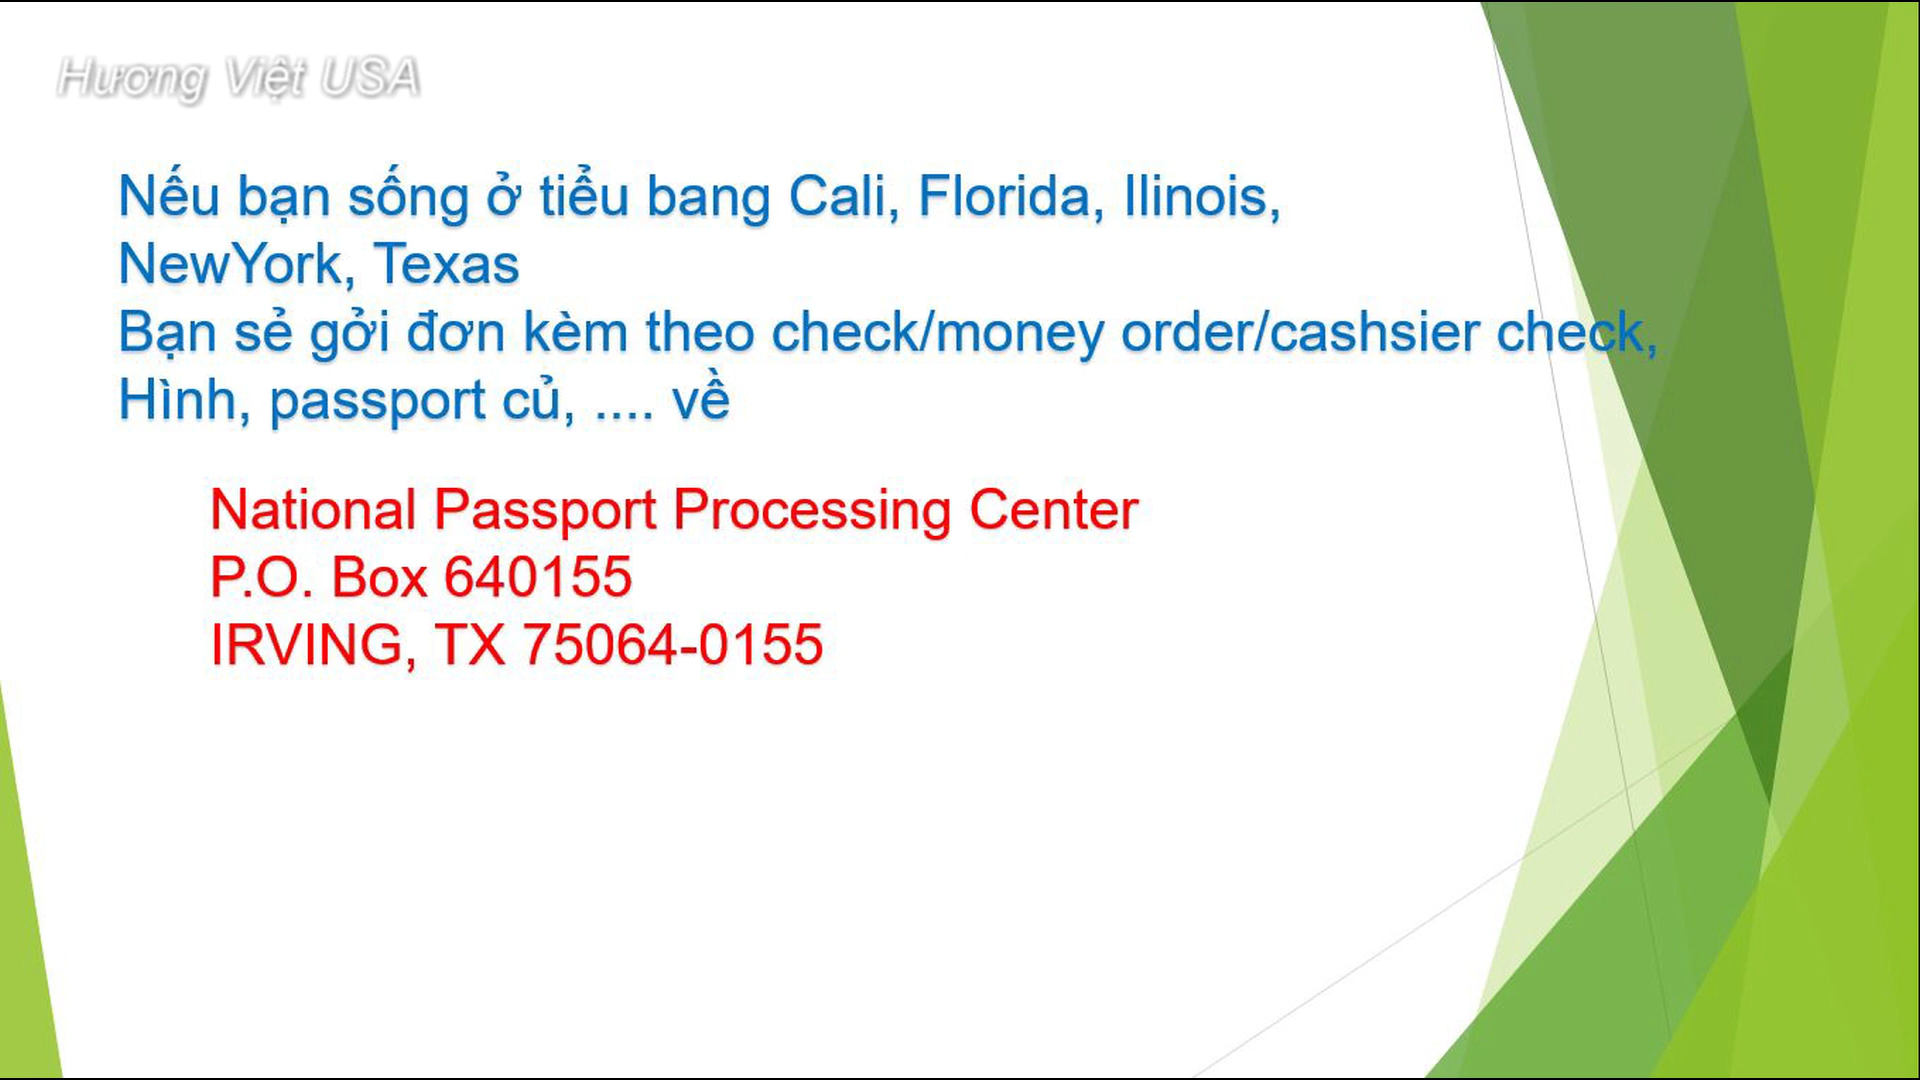 Hương Việt USA
Nếu bạn sống ở tiểu bang Cali, Florida, Ilinois,
NewYork, Texas
Bạn sẻ gởi đơn kèm theo check/money order/cashsier check,
Hình, passport củ, .... về
National Passport Processing Center
P.O. Box 640155
IRVING, TX 75064-0155